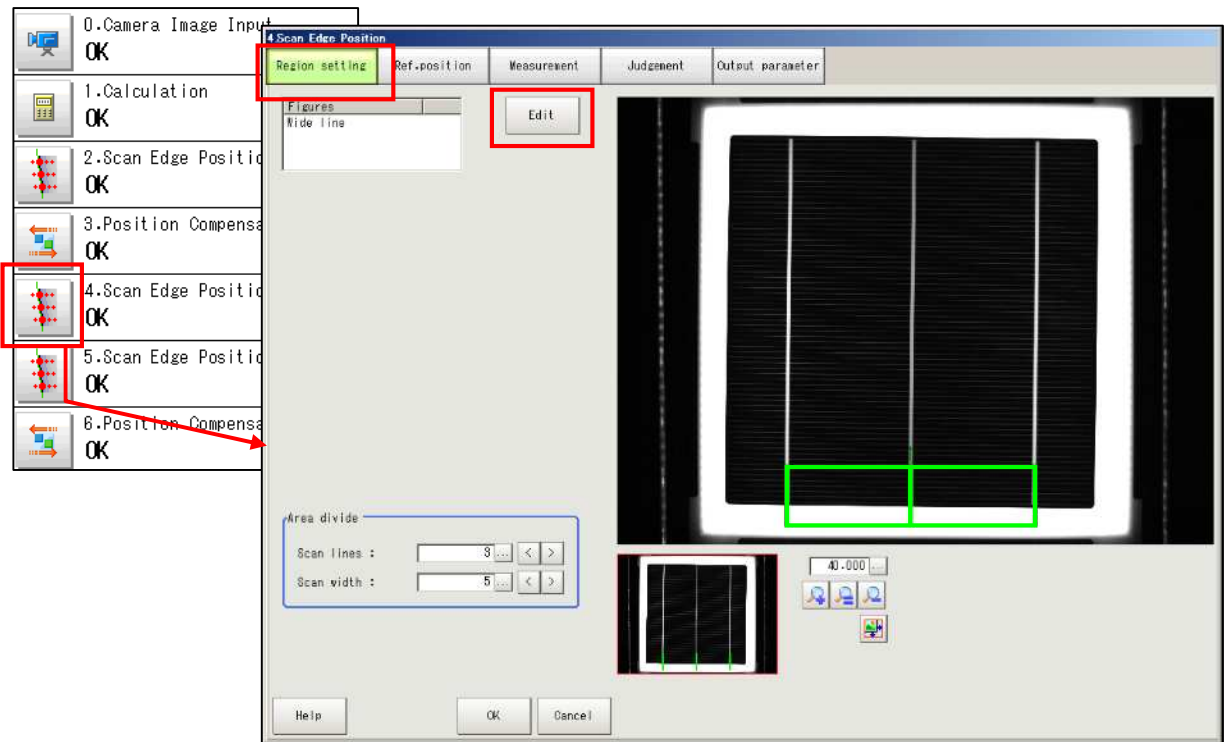 0.Camera Image Input
OK
1.Calculation
OK
2.Scan Edge Positio
OK
3.Position Compensa
OK
4.Scan Edge Positio
OK
5.Scan Edge Positio
OK
6.Position Compensa
OK
4.Scan Edge Position
Region setting
Ref.position
Measurement
Judgement
Output parameter
Figures
Wide line
Edit
Area divide
Scan lines :
3
...
<
>
Scan width :
5
...
<
>
40.000
...
Help
OK
Cancel